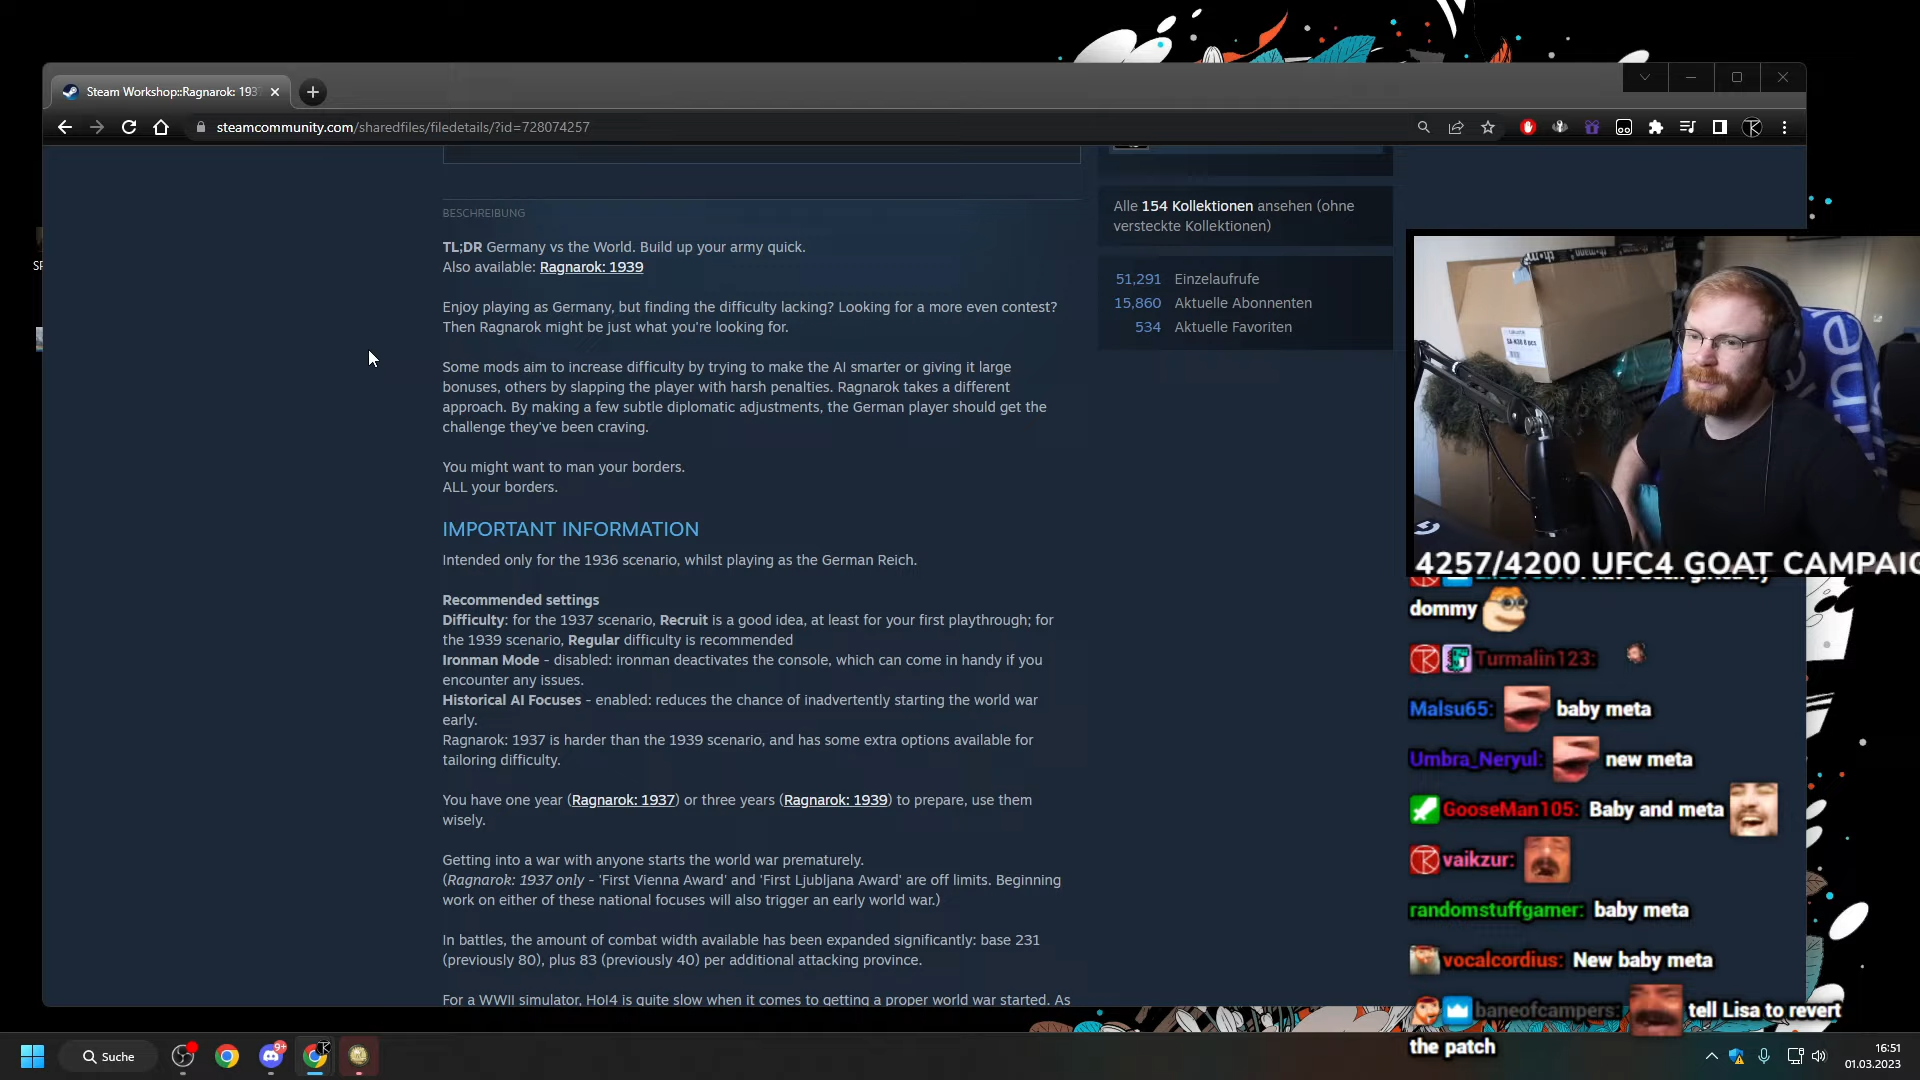 Steam Workshop::Ragnarok: 193
steamcommunity.com/sharedfiles/filedetails/?id=728074257
BESCHREIBUNG
TL;DR Germany vs the World. Build up your army quick.
Also available: Ragnarok: 1939
Enjoy playing as Germany, but finding the difficulty lacking? Looking for a more even contest?
Then Ragnarok might be just what you're looking for.
Some mods aim to increase difficulty by trying to make the AI smarter or giving it large
bonuses, others by slapping the player with harsh penalties. Ragnarok takes a different
approach. By making a few subtle diplomatic adjustments, the German player should get the
challenge they've been craving.
You might want to man your borders.
ALL your borders.
IMPORTANT INFORMATION
Intended only for the 1936 scenario, whilst playing as the German Reich.
Recommended settings
Difficulty: for the 1937 scenario, Recruit is a good idea, at least for your first playthrough; for
the 1939 scenario, Regular difficulty is recommended
Ironman Mode - disabled: ironman deactivates the console, which can come in handy if you
encounter any issues.
Historical AI Focuses - enabled: reduces the chance of inadvertently starting the world war
early.
Ragnarok: 1937 is harder than the 1939 scenario, and has some extra options available for
tailoring difficulty.
You have one year (Ragnarok: 1937) or three years (Ragnarok: 1939) to prepare, use them
wisely.
Getting into a war with anyone starts the world war prematurely.
(Ragnarok: 1937 only - 'First Vienna Award' and 'First Ljubljana Award' are off limits. Beginning
work on either of these national focuses will also trigger an early world war.)
In battles, the amount of combat width available has been expanded significantly: base 231
(previously 80), plus 83 (previously 40) per additional attacking province.
For a WWII simulator, HoI4 is quite slow when it comes to getting a proper world war started. As
Alle 154 Kollektionen ansehen (ohne
versteckte Kollektionen)
51,291 Einzelaufrufe
15,860 Aktuelle Abonnenten
534 Aktuelle Favoriten
4257/4200 UFC4 GOAT CAMPAIG
dommy
Turmalin123:
Malsu65: baby meta
Umbra_Neryul: new meta
GooseMan105: Baby and meta
vaikzur:
randomstuffgamer: baby meta
vocalcordius: New baby meta
baneofcampers: tell Lisa to revert
the patch
Suche
9+
16:51
01.03.2023